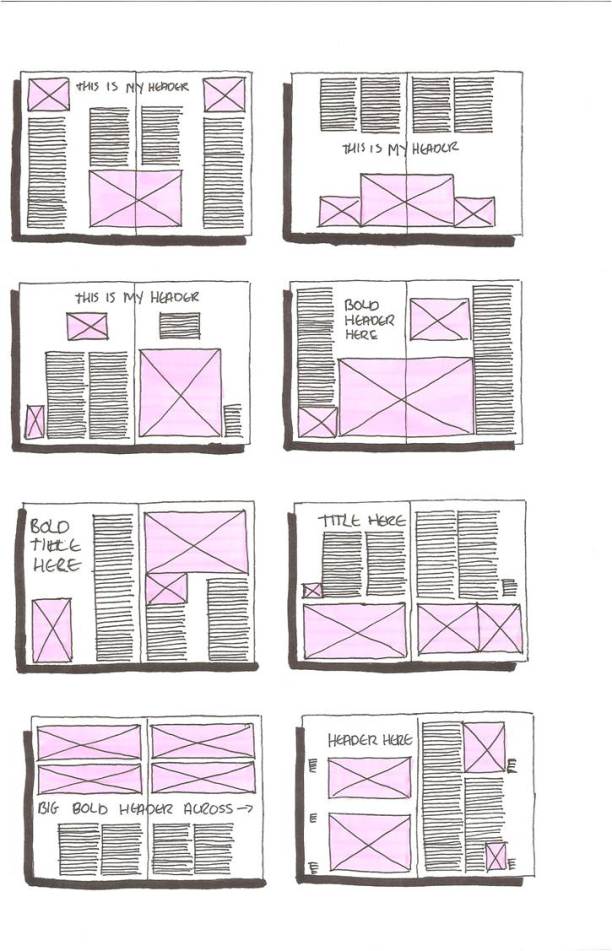 THIS IS MY HEADER
THIS IS MY HEADER
THIS IS MY HEADER
BOLD
HEADER
HERE
BOLD
TITLE
HERE
TITLE HERE
BIG BOLD HEADER ACROSS →
HEADER HERE